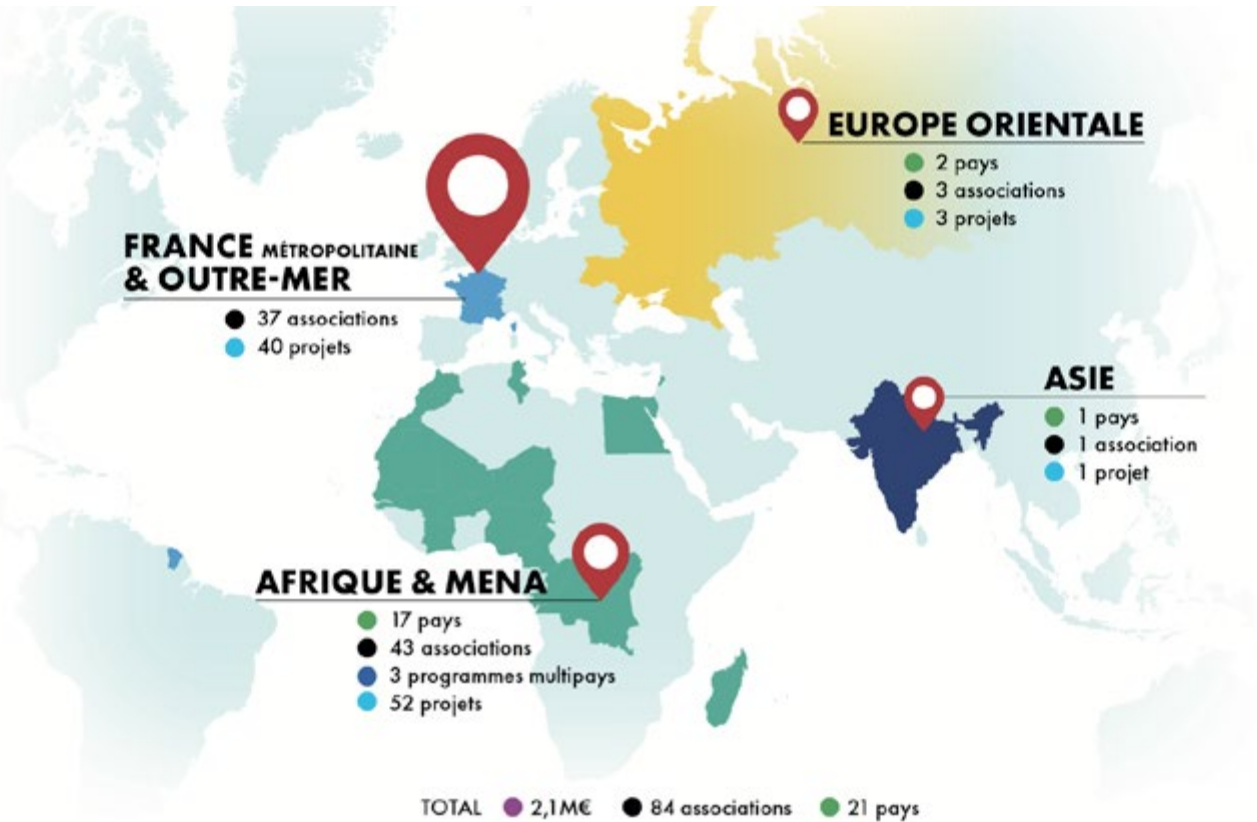 EUROPE ORIENTALE
2 pays
3 associations
3 projets
FRANCE MÉTROPOLITAINE
& OUTRE-MER
37 associations
40 projets
ASIE
1 pays
1 association
1 projet
AFRIQUE & MENA
17 pays
43 associations
3 programmes multipays
52 projets
TOTAL 2,1M€ 84 associations 21 pays